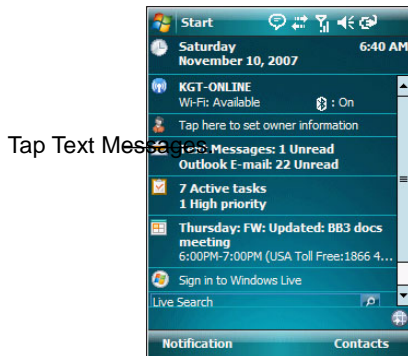 Start
Saturday 6:40 AM
November 10, 2007
KGT-ONLINE
Wi-Fi: Available : On
Tap here to set owner information
Tap Text Messages
Text Messages: 1 Unread
Outlook E-mail: 22 Unread
7 Active tasks
1 High priority
Thursday: FW: Updated: BB3 docs
meeting
6:00PM-7:00PM (USA Toll Free:1866 4...
Sign in to Windows Live
Live Search
Notification Contacts